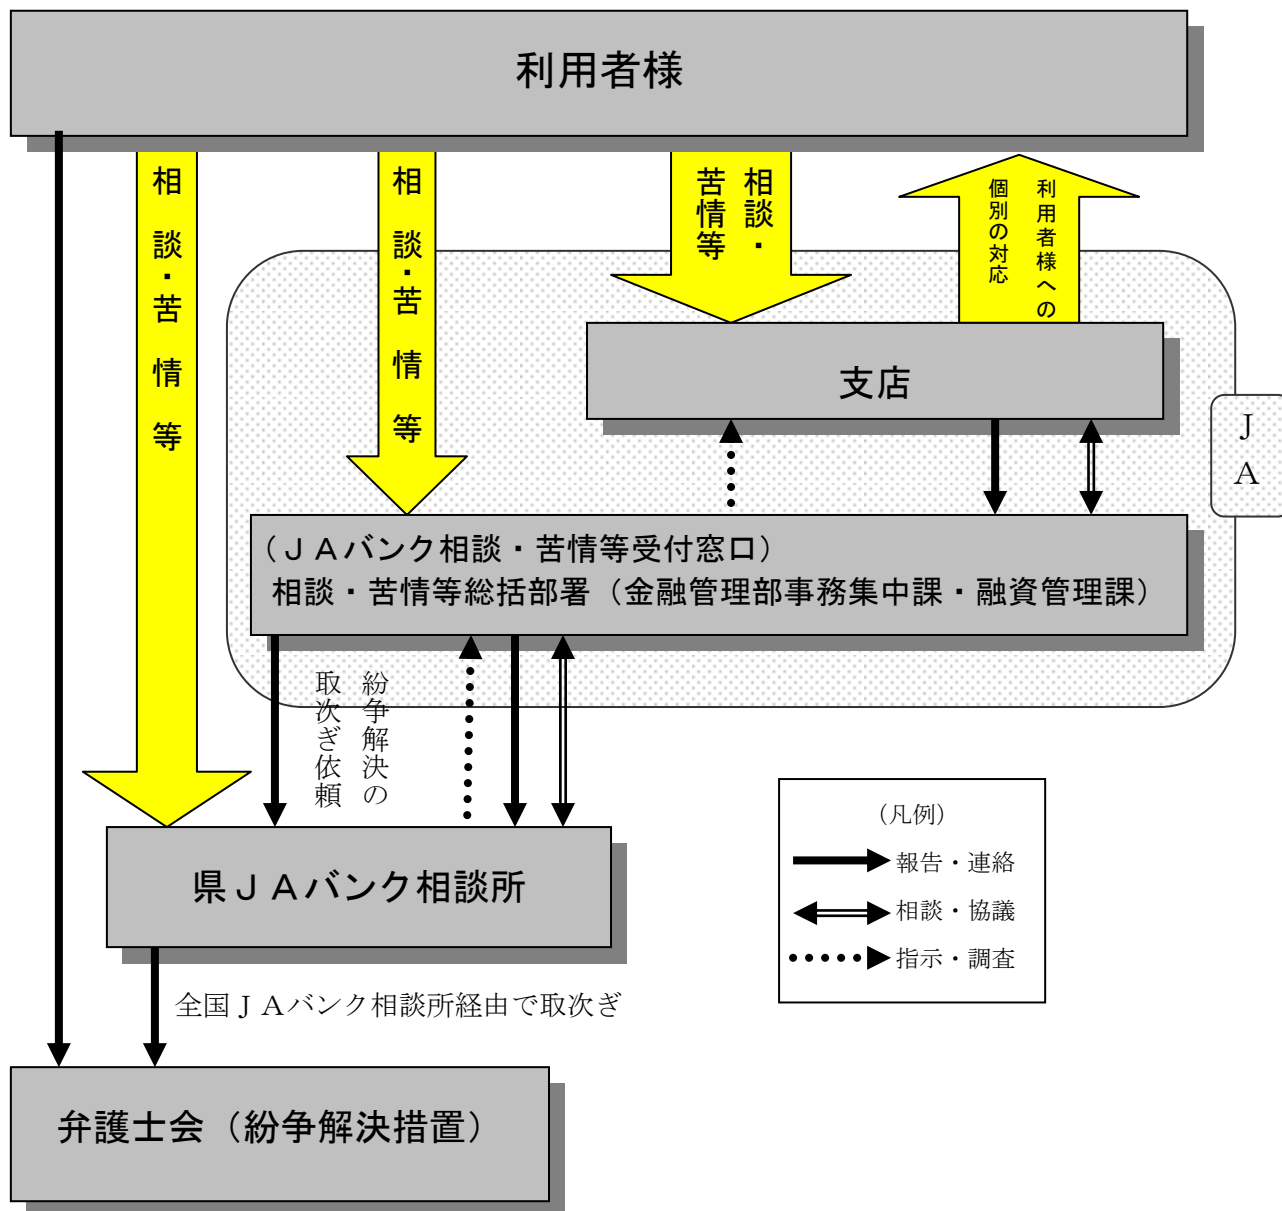 利用者様
相談・苦情等
相談・苦情等
相談・
苦情等
利用者様への
個別の対応
支店
JA
(JAバンク相談・苦情等受付窓口)
相談・苦情等総括部署(金融管理部事務集中課・融資管理課)
紛争解決の
取次ぎ依頼
県JAバンク相談所
(凡例)
報告・連絡
相談・協議
指示・調査
全国JAバンク相談所経由で取次ぎ
弁護士会(紛争解決措置)